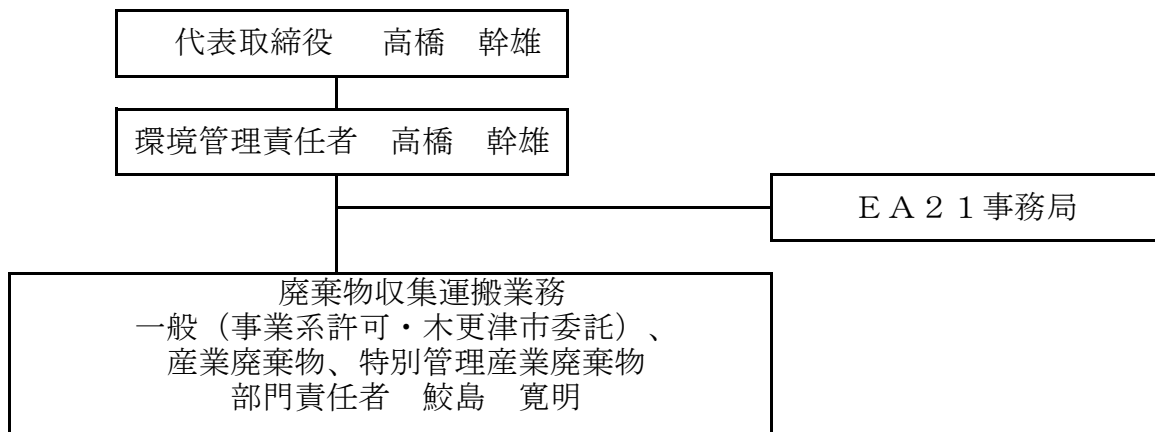 代表取締役　高橋　幹雄
環境管理責任者　高橋　幹雄
ＥＡ２１事務局
廃棄物収集運搬業務
一般（事業系許可・木更津市委託）、
産業廃棄物、特別管理産業廃棄物
部門責任者　鮫島　寛明